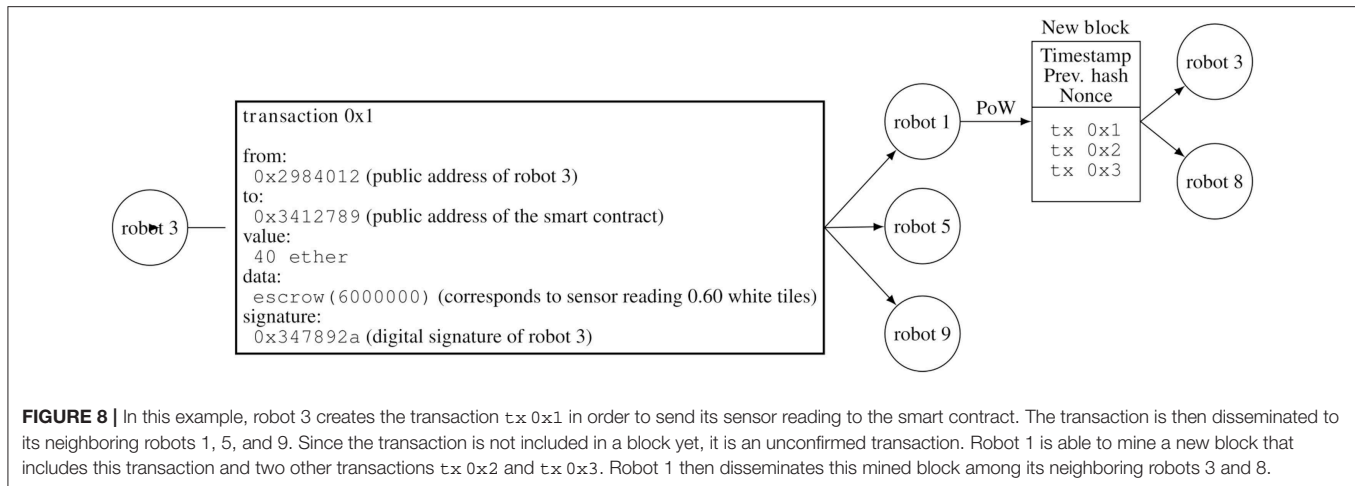 robot 3
transaction 0x1
from:
0x2984012 (public address of robot 3)
to:
0x3412789 (public address of the smart contract)
value:
40 ether
data:
escrow(6000000) (corresponds to sensor reading 0.60 white tiles)
signature:
0x347892a (digital signature of robot 3)
robot 1
robot 5
robot 9
PoW
New block
Timestamp
Prev. hash
Nonce
tx 0x1
tx 0x2
tx 0x3
robot 3
robot 8
FIGURE 8 | In this example, robot 3 creates the transaction tx 0x1 in order to send its sensor reading to the smart contract. The transaction is then disseminated to
its neighboring robots 1, 5, and 9. Since the transaction is not included in a block yet, it is an unconfirmed transaction. Robot 1 is able to mine a new block that
includes this transaction and two other transactions tx 0x2 and tx 0x3. Robot 1 then disseminates this mined block among its neighboring robots 3 and 8.